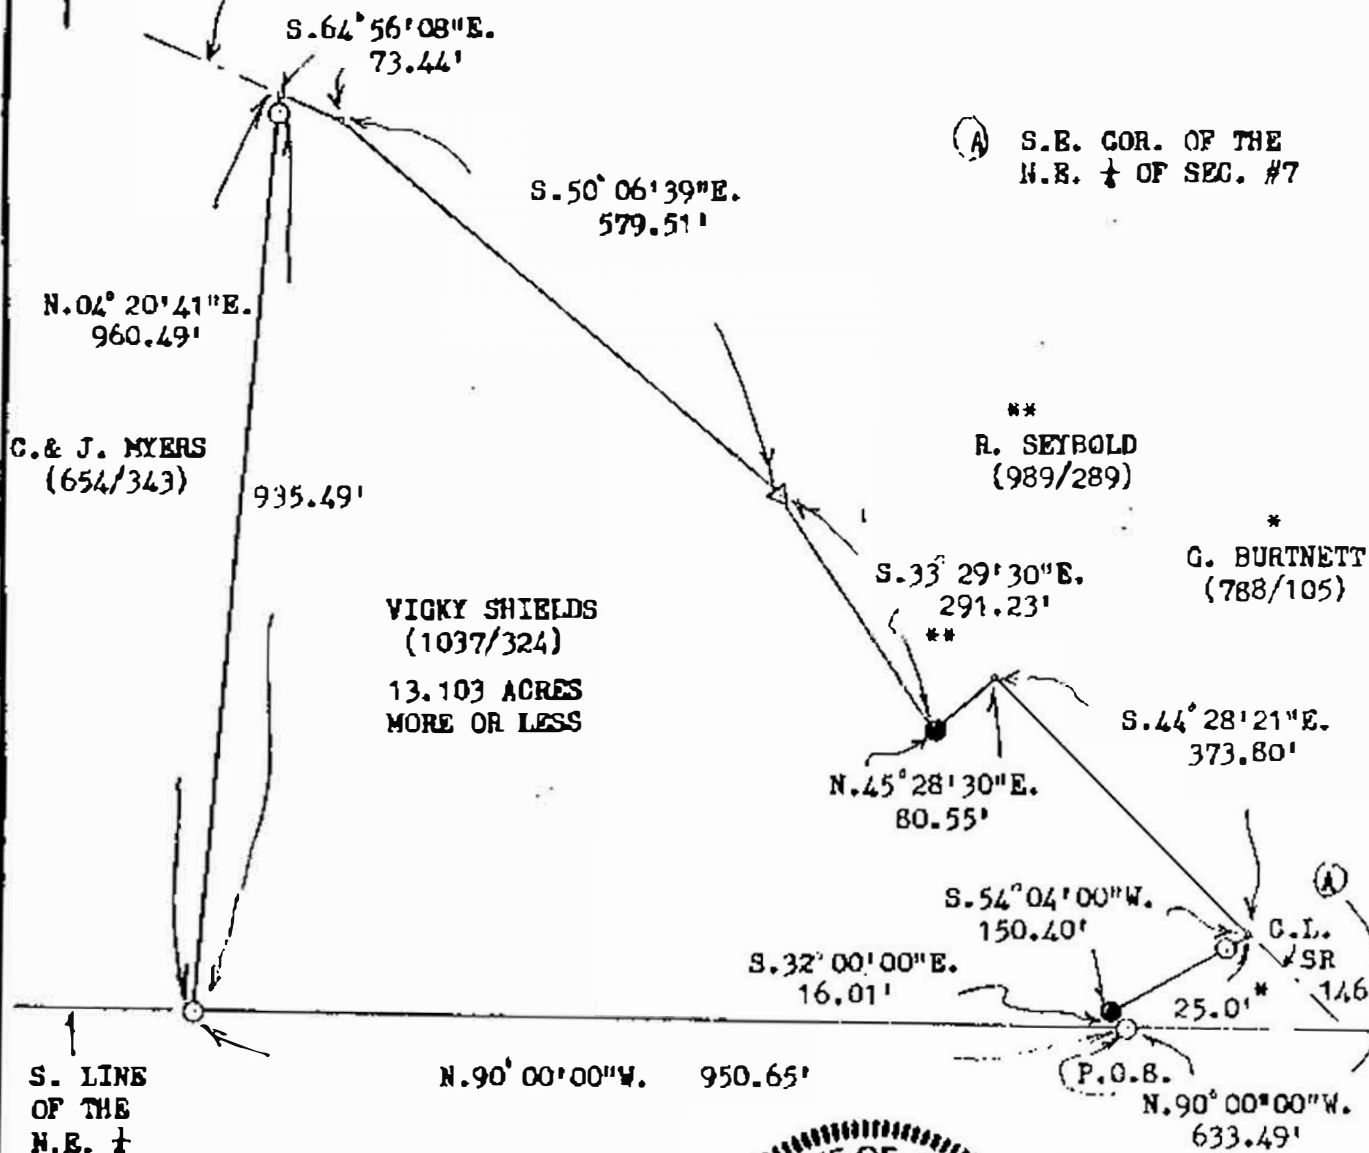 S.64°56'08"E.
73.44'
(A) S.E. COR. OF THE
N.E. ¼ OF SEC. #7
S.50°06'39"E.
579.51'
N.04°20'41"E.
960.49'
**
R. SEYBOLD
(989/289)
C.& J. MYERS
(654/343)
935.49'
*
G. BURTNETT
(788/105)
S.33°29'30"E.
291.23'
**
VICKY SHIELDS
(1037/324)
13.103 ACRES
MORE OR LESS
S.44°28'21"E.
373.80'
N.45°28'30"E.
80.55'
(A)
S.54°04'00"W.
150.40'
C.L.
SR
146
S.32°00'00"E.
16.01'
25.0'*
S. LINE
OF THE
N.E. ¼
N.90°00'00"W. 950.65'
P.O.B.
N.90°00'00"W.
633.49'
OF